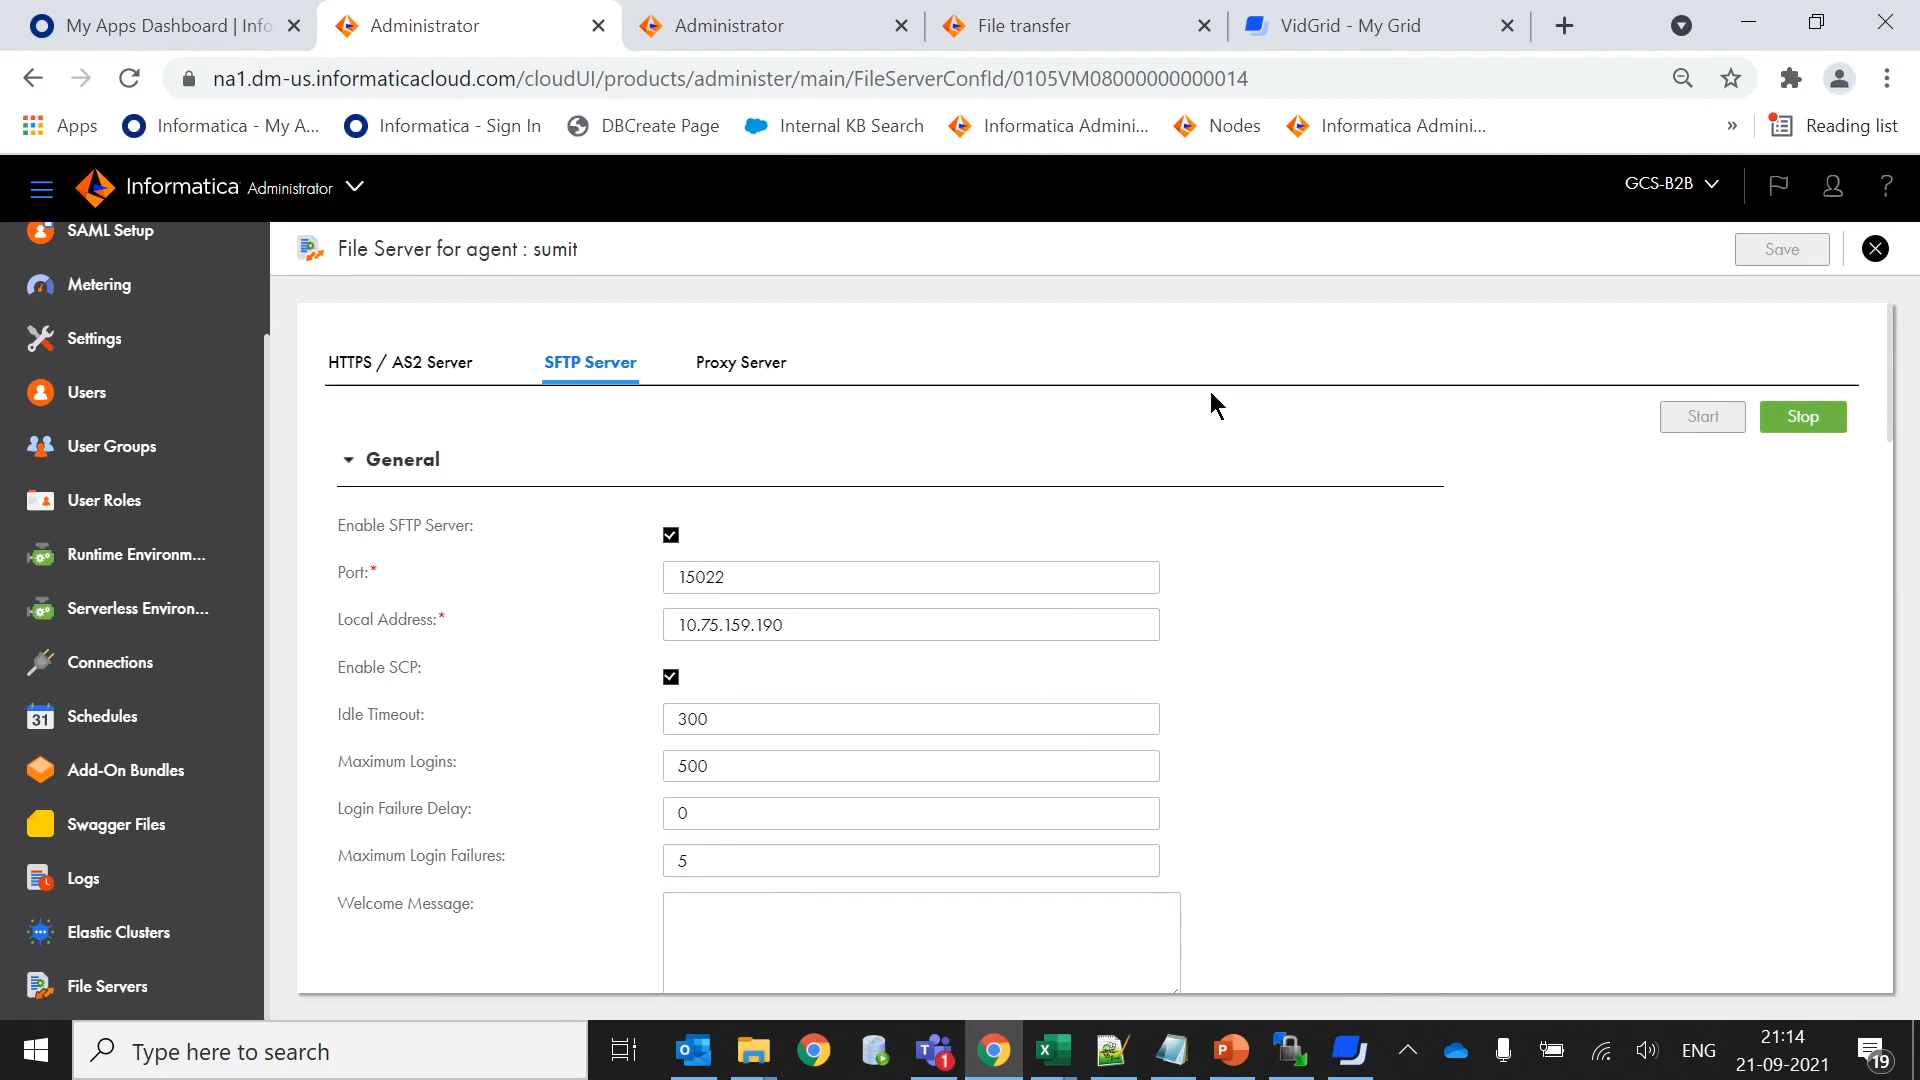 My Apps Dashboard | Info
Administrator
Administrator
File transfer
VidGrid - My Grid
na1.dm-us.informaticacloud.com/cloudUI/products/administer/main/FileServerConfId/0105VM08000000000014
Apps
Informatica - My A...
Informatica - Sign In
DBCreate Page
Internal KB Search
Informatica Admini...
Nodes
Informatica Admini...
»
Reading list
Informatica Administrator
GCS-B2B
?
SAML Setup
Metering
Settings
Users
User Groups
User Roles
Runtime Environm...
Serverless Environ...
Connections
31 Schedules
Add-On Bundles
Swagger Files
Logs
Elastic Clusters
File Servers
File Server for agent : sumit
Save
HTTPS / AS2 Server
SFTP Server
Proxy Server
Start
Stop
General
Enable SFTP Server:
Port:* 15022
Local Address:* 10.75.159.190
Enable SCP:
Idle Timeout: 300
Maximum Logins: 500
Login Failure Delay: 0
Maximum Login Failures: 5
Welcome Message:
Type here to search
1
ENG
21:14
21-09-2021
19